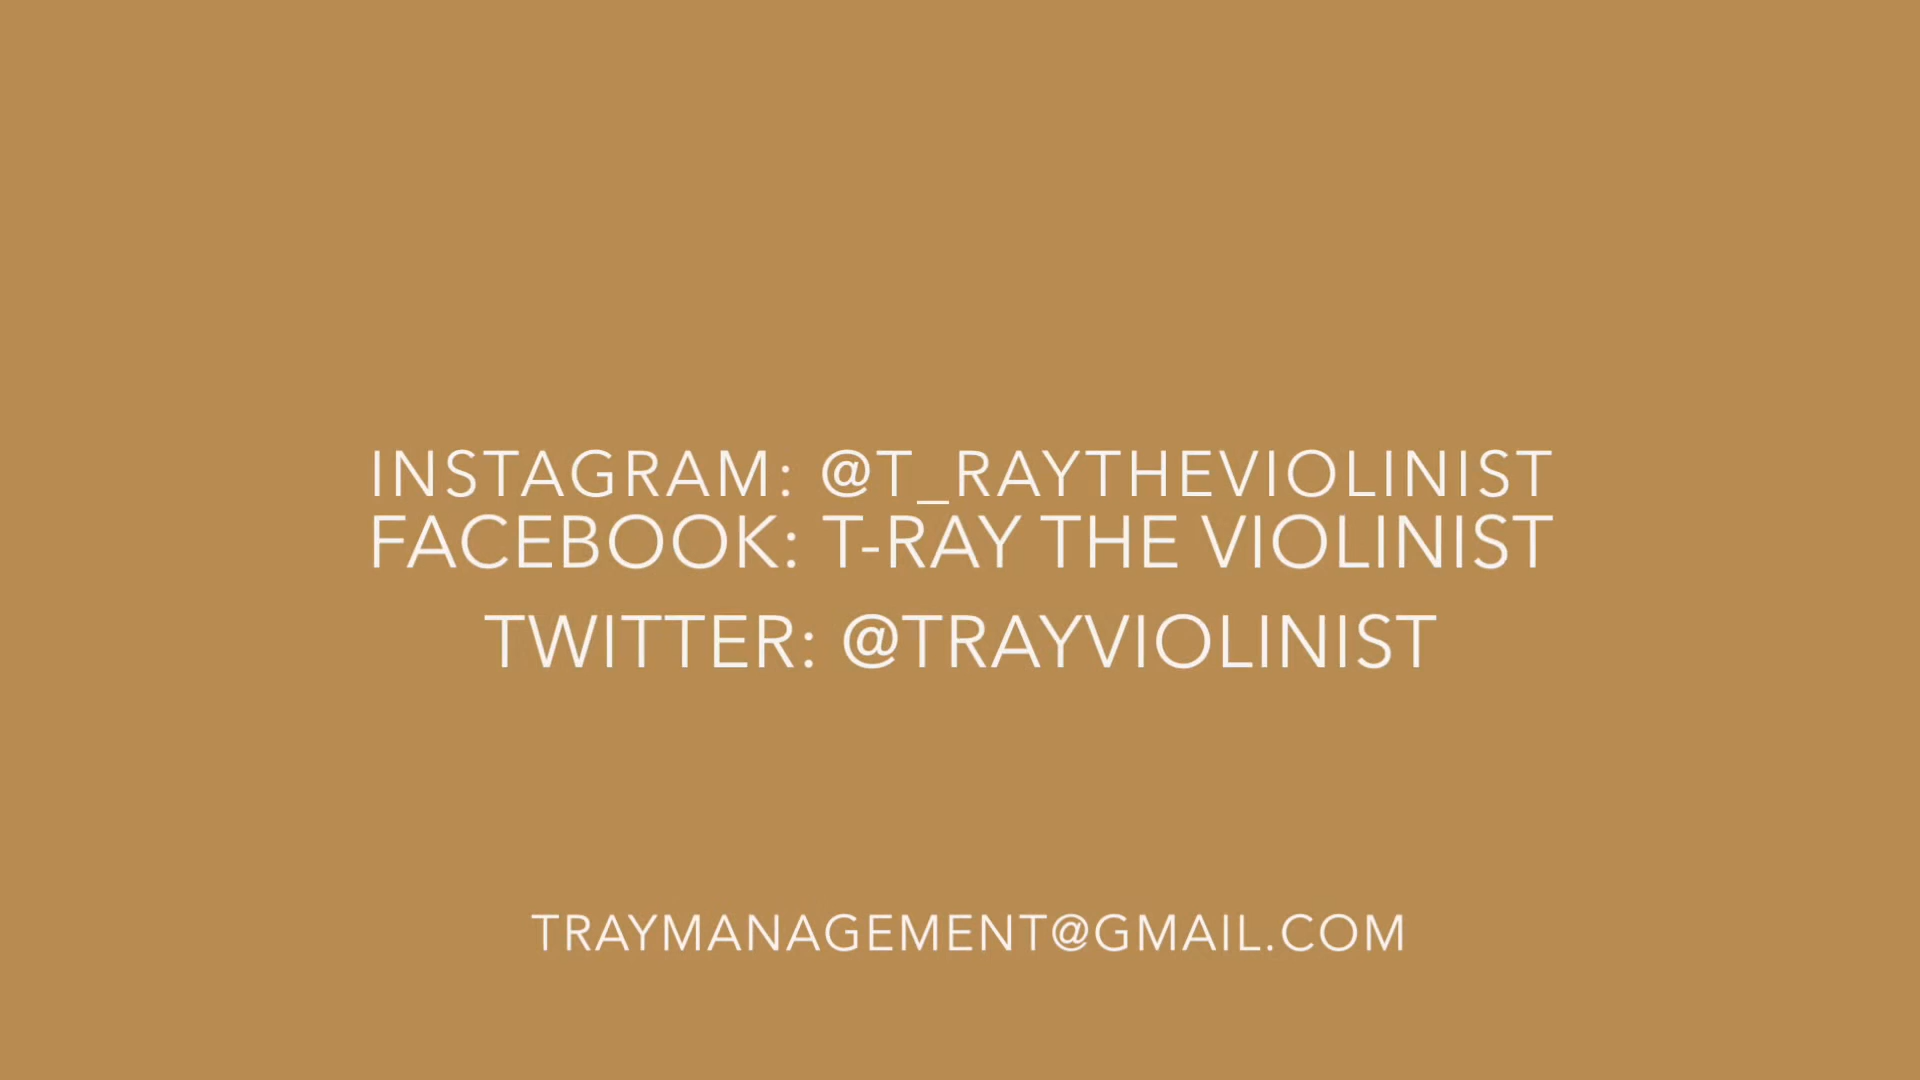 INSTAGRAM: @T_RAYTHEVIOLINIST
FACEBOOK: T-RAY THE VIOLINIST
TWITTER: @TRAYVIOLINIST
TRAYMANAGEMENT@GMAIL.COM